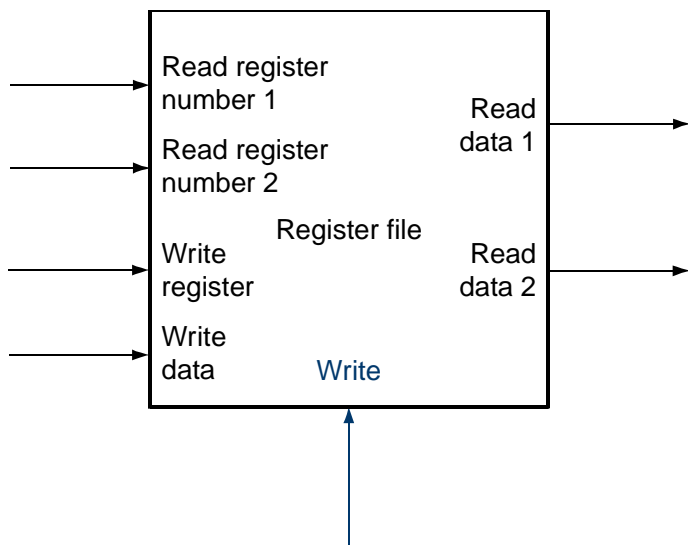 Read register
number 1
Read
data 1
Read register
number 2
Register file
Write
register
Read
data 2
Write
data
Write